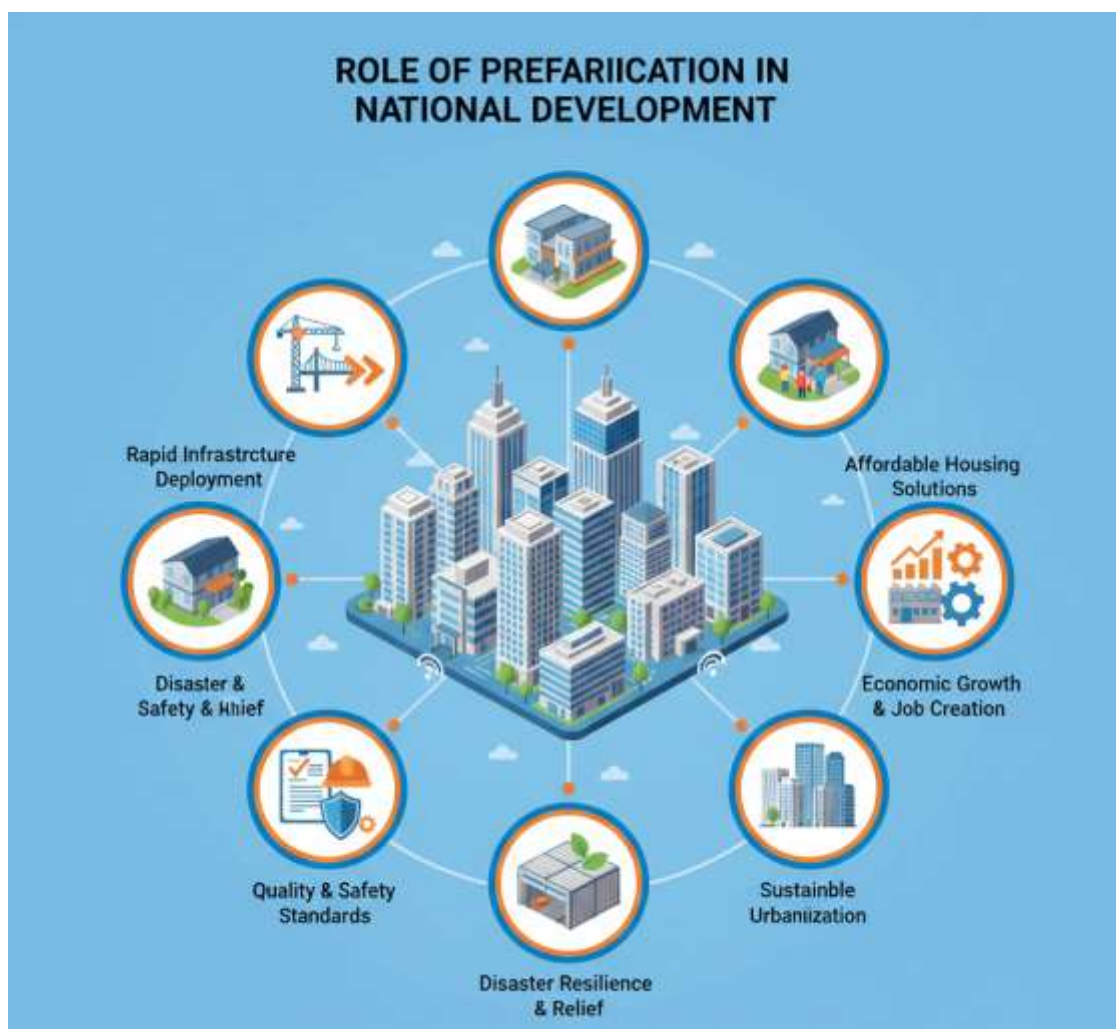 ROLE OF PREFARIICATION IN
NATIONAL DEVELOPMENT
Rapid Infrastrcture
Deployment
Affordable Housing
Solutions
Disaster &
Safety &
Economic Growth
& Job Creation
Quality & Safety
Standards
Sustainble
Urbanıization
Disaster Resilience
& Relief